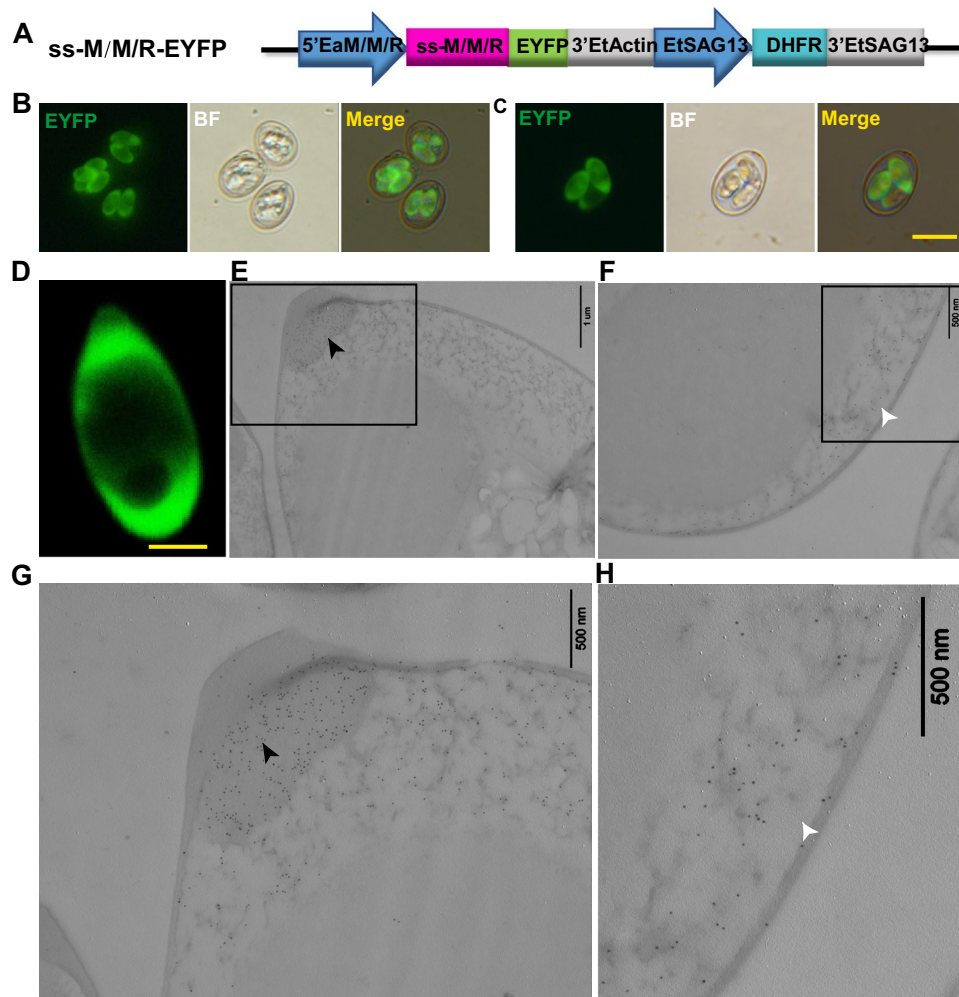 A
ss-M/M/R-EYFP
5'EaM/M/R
ss-M/M/R
EYFP
3'EtActin
EtSAG13
DHFR
3'EtSAG13
B
EYFP
BF
Merge
C
EYFP
BF
Merge
D
E
1 um
F
500 nm
G
500 nm
H
500 nm